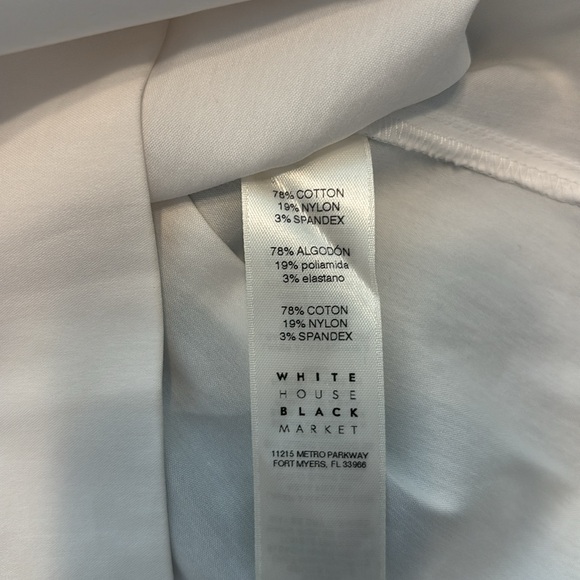 78% COTTON
19% NYLON
3% SPANDEX
78% ALGODÓN
19% poliamida
3% elastano
78% COTON
19% NYLON
3% SPANDEX
WHITE
HOUSE
BLACK
MARKET
11215 METRO PARKWAY
FORT MYERS, FL 33966